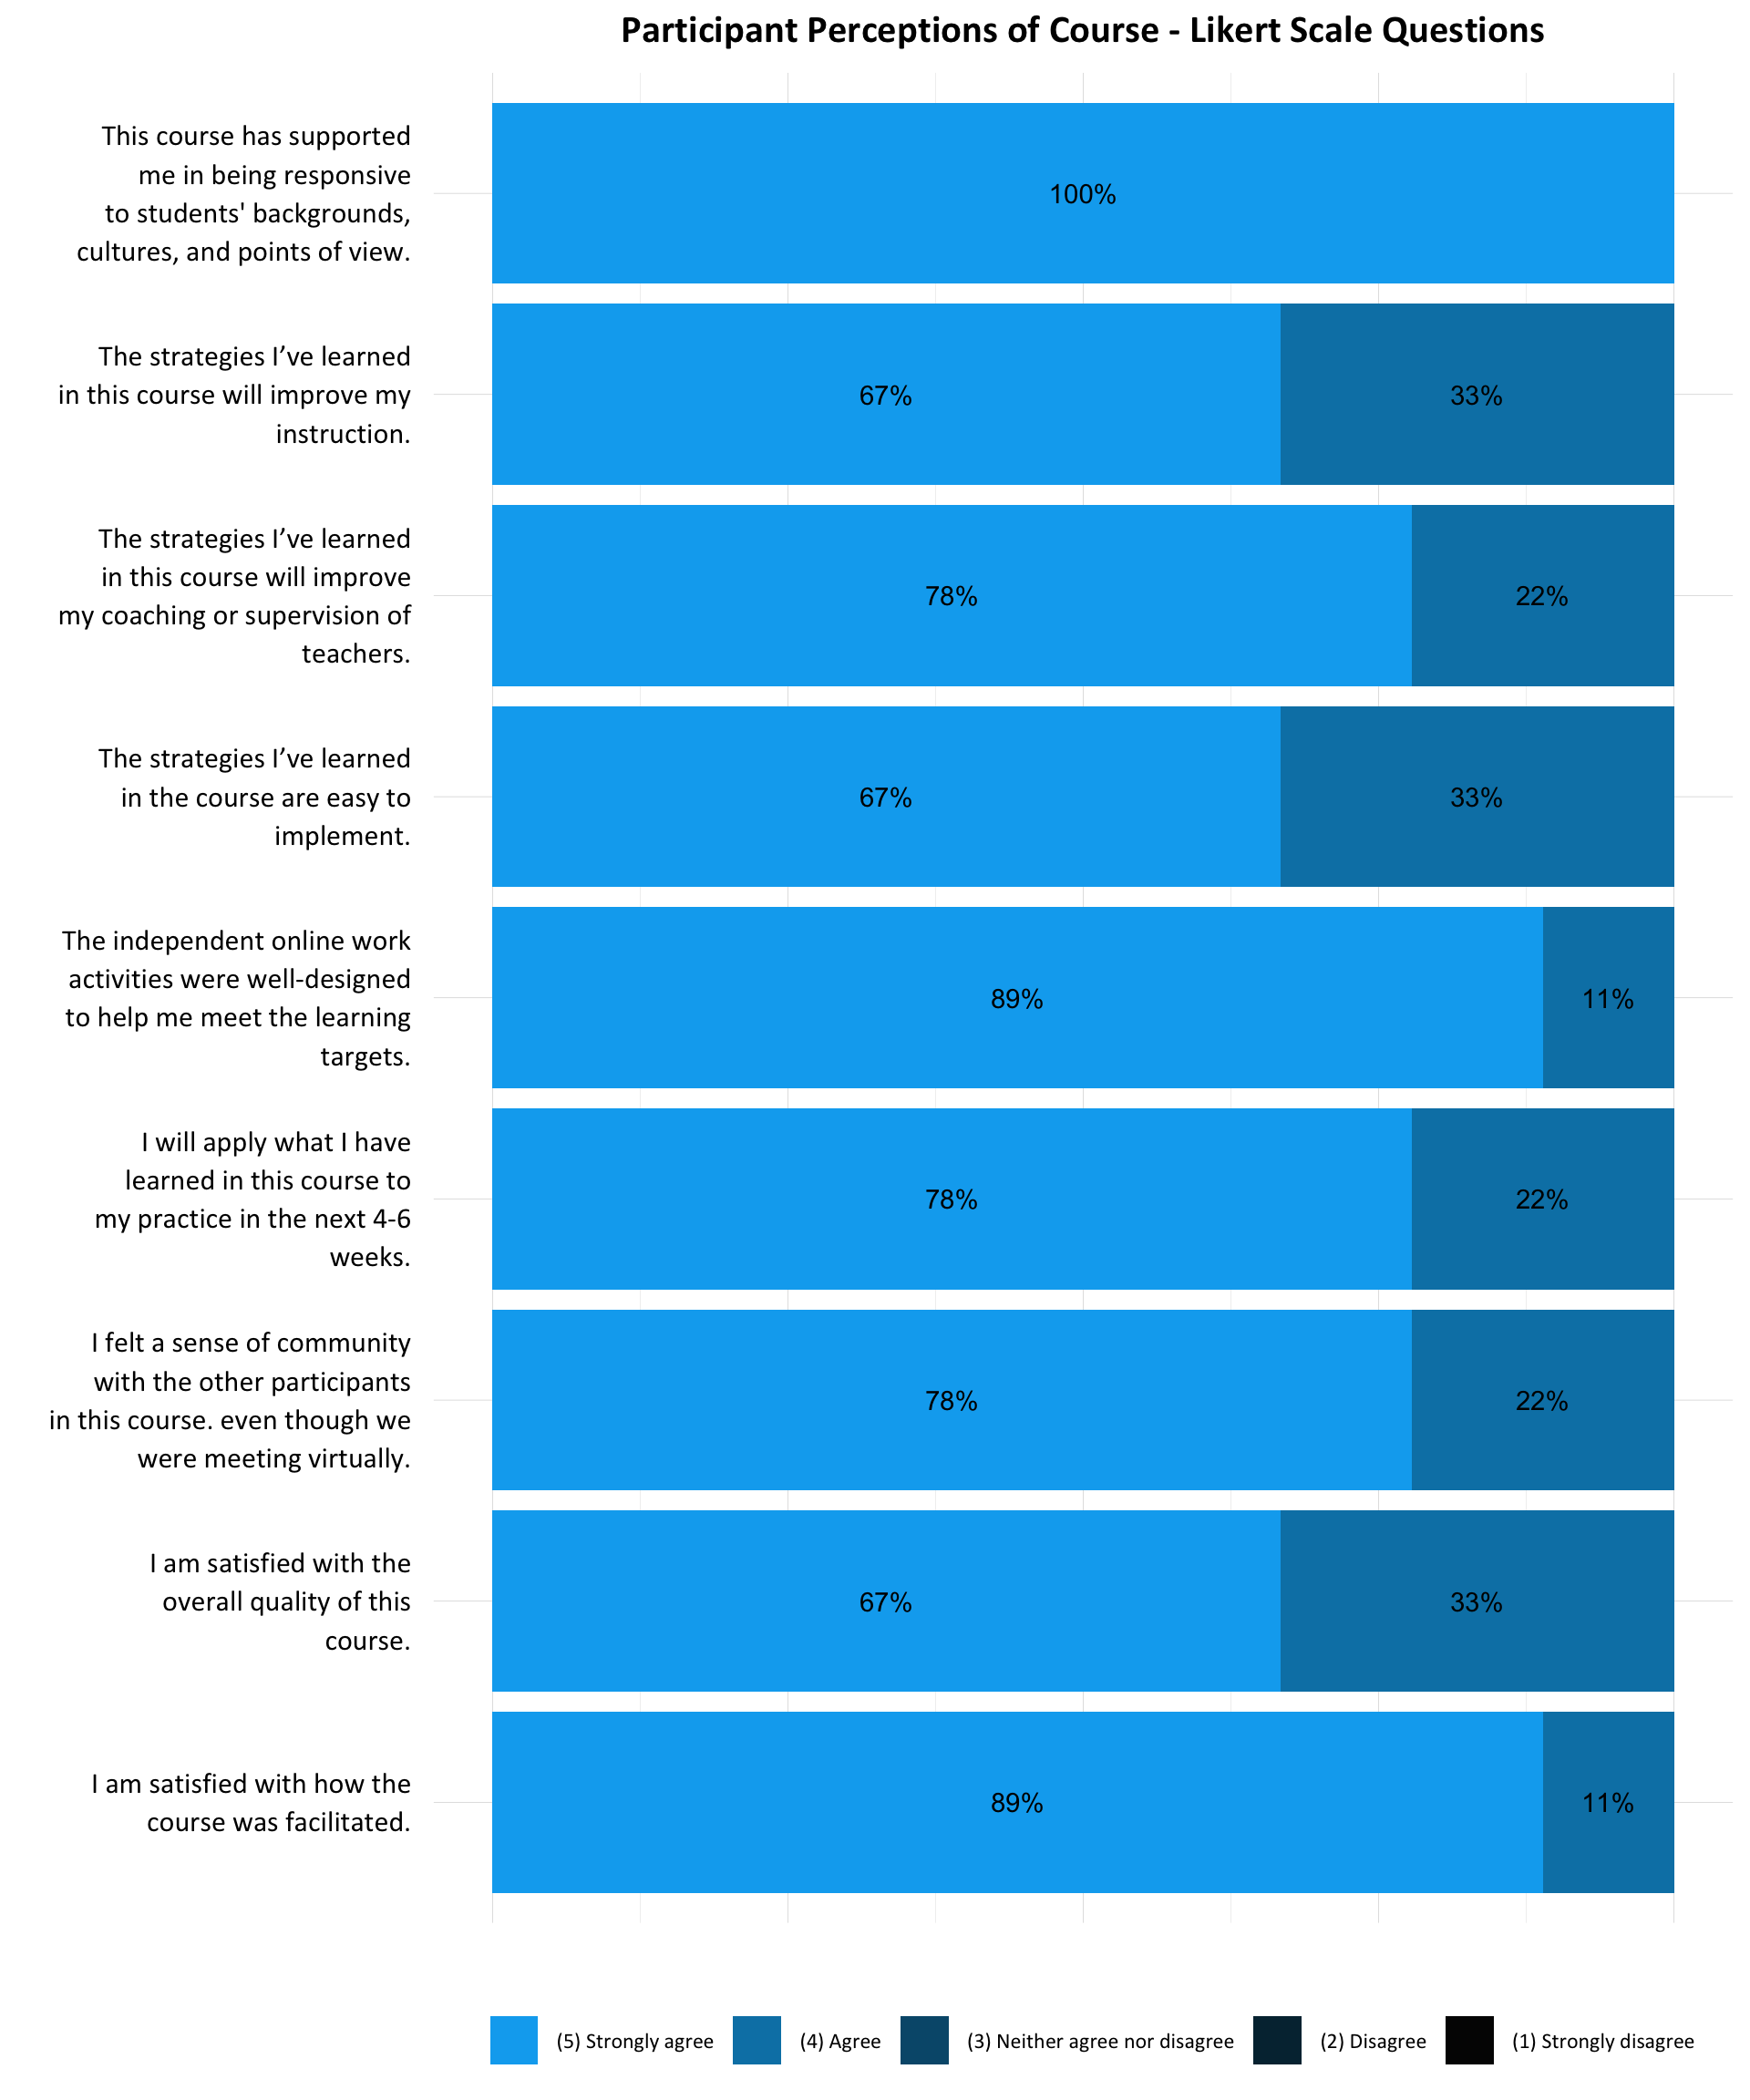 Participant Perceptions of Course - Likert Scale Questions
This course has supported
me in being responsive
to students' backgrounds,
cultures, and points of view.
100%
The strategies I’ve learned
in this course will improve my
instruction.
67%
33%
The strategies I’ve learned
in this course will improve
my coaching or supervision of
teachers.
78%
22%
The strategies I’ve learned
in the course are easy to
implement.
67%
33%
The independent online work
activities were well-designed
to help me meet the learning
targets.
89%
11%
I will apply what I have
learned in this course to
my practice in the next 4-6
weeks.
78%
22%
I felt a sense of community
with the other participants
in this course. even though we
were meeting virtually.
78%
22%
I am satisfied with the
overall quality of this
course.
67%
33%
I am satisfied with how the
course was facilitated.
89%
11%
(5) Strongly agree
(4) Agree
(3) Neither agree nor disagree
(2) Disagree
(1) Strongly disagree